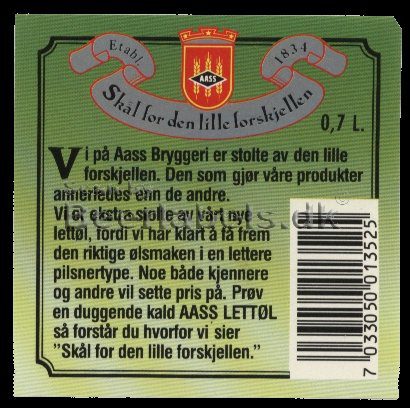 Etabl. 1834
AASS
Skål for den lille forskjellen
0,7 L.
Vi på Aass Bryggeri er stolte av den lille
forskjellen. Den som gjør våre produkter
annerledes enn de andre.
Vi er ekstra stolte av vårt nye
lettøl, fordi vi har klart å få frem
den riktige ølsmaken i en lettere
pilsnertype. Noe både kjennere
og andre vil sette pris på. Prøv
en duggende kald AASS LETTØL
så forstår du hvorfor vi sier
"Skål for den lille forskjellen."
7 033050 013525